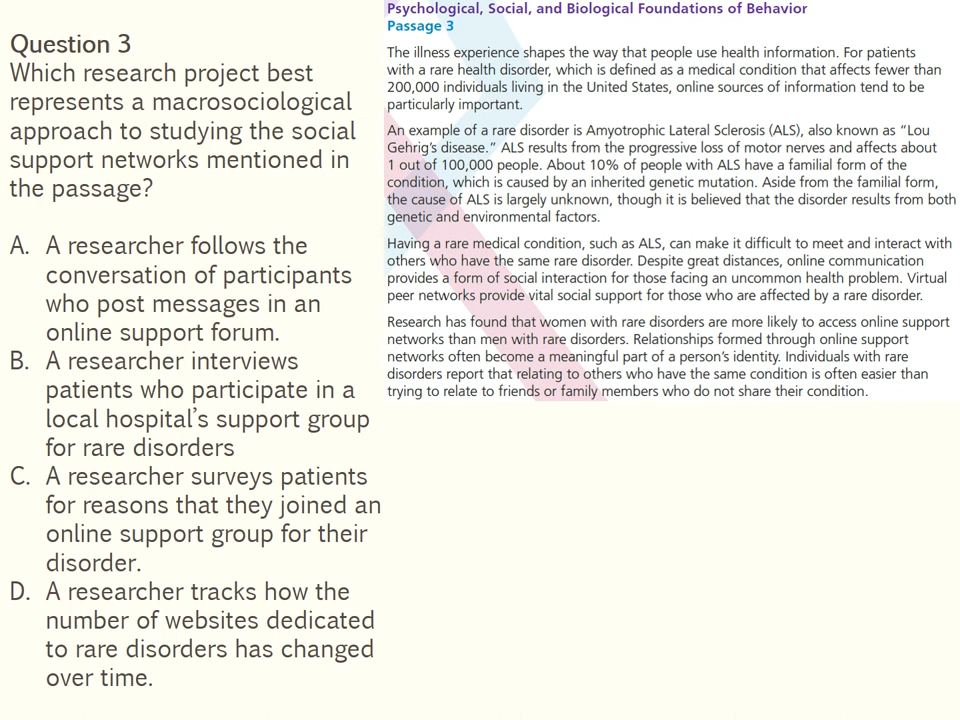 Question 3
Which research project best
represents a macrosociological
approach to studying the social
support networks mentioned in
the passage?
A. A researcher follows the
conversation of participants
who post messages in an
online support forum.
B. A researcher interviews
patients who participate in a
local hospital's support group
for rare disorders
C. A researcher surveys patients
for reasons that they joined an
online support group for their
disorder.
D. A researcher tracks how the
number of websites dedicated
to rare disorders has changed
over time.
Psychological, Social, and Biological Foundations of Behavior
Passage 3
The illness experience shapes the way that people use health information. For patients
with a rare health disorder, which is defined as a medical condition that affects fewer than
200,000 individuals living in the United States, online sources of information tend to be
particularly important.
An example of a rare disorder is Amyotrophic Lateral Sclerosis (ALS), also known as “Lou
Gehrig’s disease.” ALS results from the progressive loss of motor nerves and affects about
1 out of 100,000 people. About 10% of people with ALS have a familial form of the
condition, which is caused by an inherited genetic mutation. Aside from the familial form,
the cause of ALS is largely unknown, though it is believed that the disorder results from both
genetic and environmental factors.
Having a rare medical condition, such as ALS, can make it difficult to meet and interact with
others who have the same rare disorder. Despite great distances, online communication
provides a form of social interaction for those facing an uncommon health problem. Virtual
peer networks provide vital social support for those who are affected by a rare disorder.
Research has found that women with rare disorders are more likely to access online support
networks than men with rare disorders. Relationships formed through online support
networks often become a meaningful part of a person’s identity. Individuals with rare
disorders report that relating to others who have the same condition is often easier than
trying to relate to friends or family members who do not share their condition.